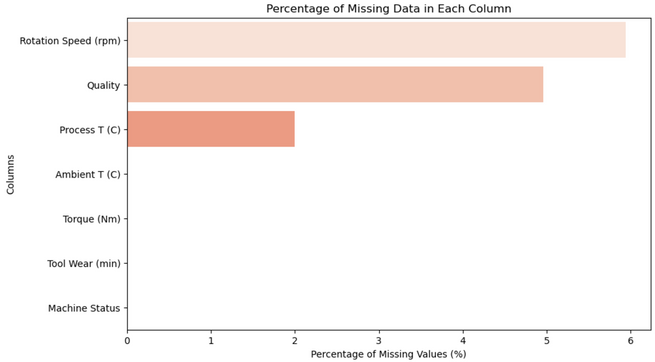 Percentage of Missing Data in Each Column
Rotation Speed (rpm)
Quality
Process T (C)
Ambient T (C)
Torque (Nm)
Tool Wear (min)
Machine Status
Columns
0 1 2 3 4 5 6
Percentage of Missing Values (%)